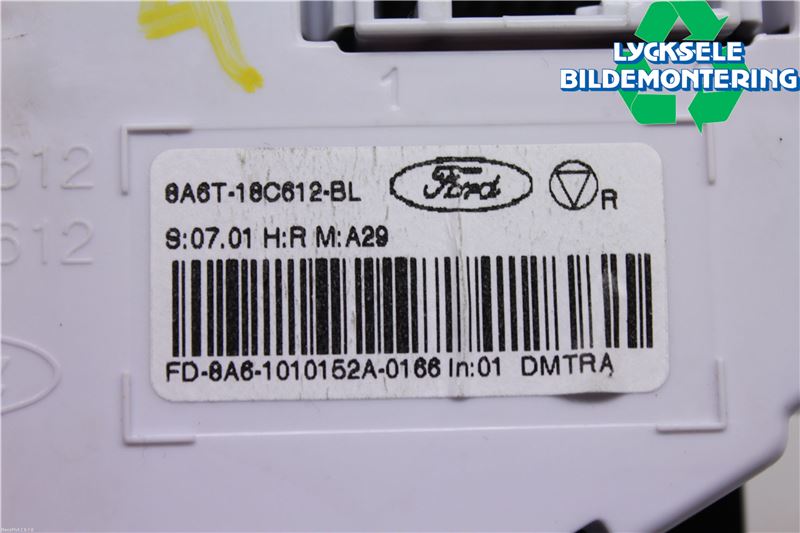 LYCKSELE
BILDEMONTERING
1
612
612
8A6T-18C612-BL
Ford
R
S:07.01 H:R M:A29
FD-8A6-1010152A-0166 In:01 DMTRA